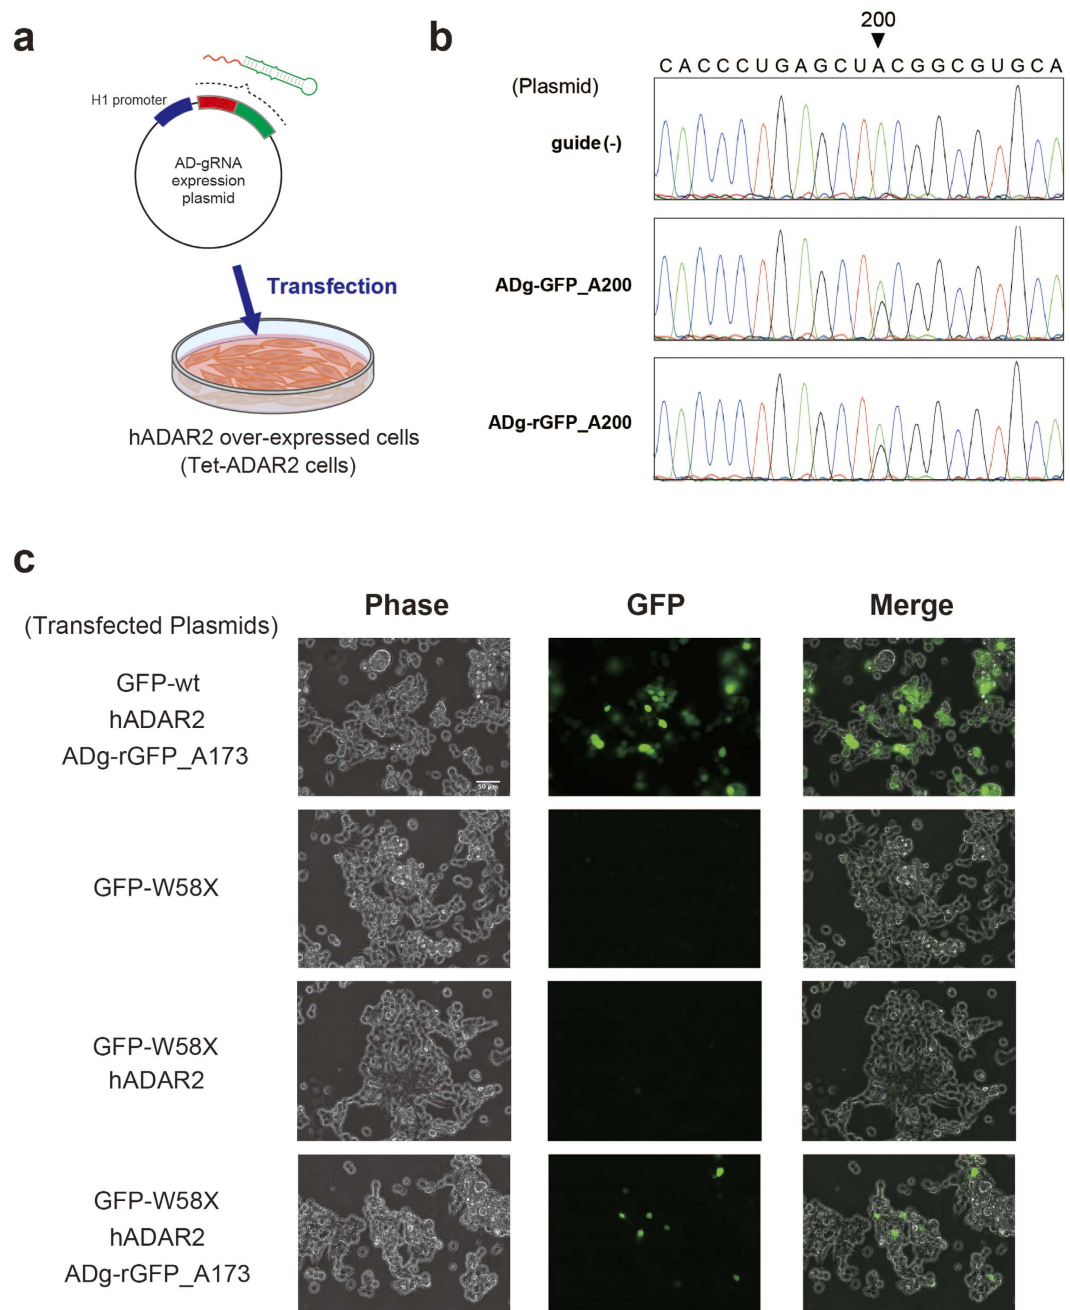 a
H1 promoter
AD-gRNA
expression
plasmid
Transfection
hADAR2 over-expressed cells
(Tet-ADAR2 cells)
b
200
C A C C C U G A G C U A C G G C G U G C A
(Plasmid)
guide(-)
ADg-GFP_A200
ADg-rGFP_A200
c
(Transfected Plasmids)
Phase
GFP
Merge
GFP-wt
hADAR2
ADg-rGFP_A173
50 µm
GFP-W58X
GFP-W58X
hADAR2
GFP-W58X
hADAR2
ADg-rGFP_A173